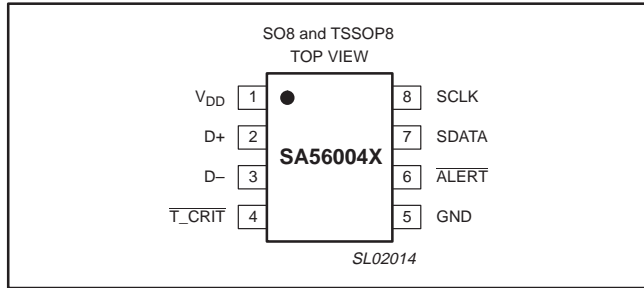 SO8 and TSSOP8
TOP VIEW
VDD 1 8 SCLK
D+ 2 SA56004X 7 SDATA
D– 3 6 ALERT
T_CRIT 4 5 GND
SL02014